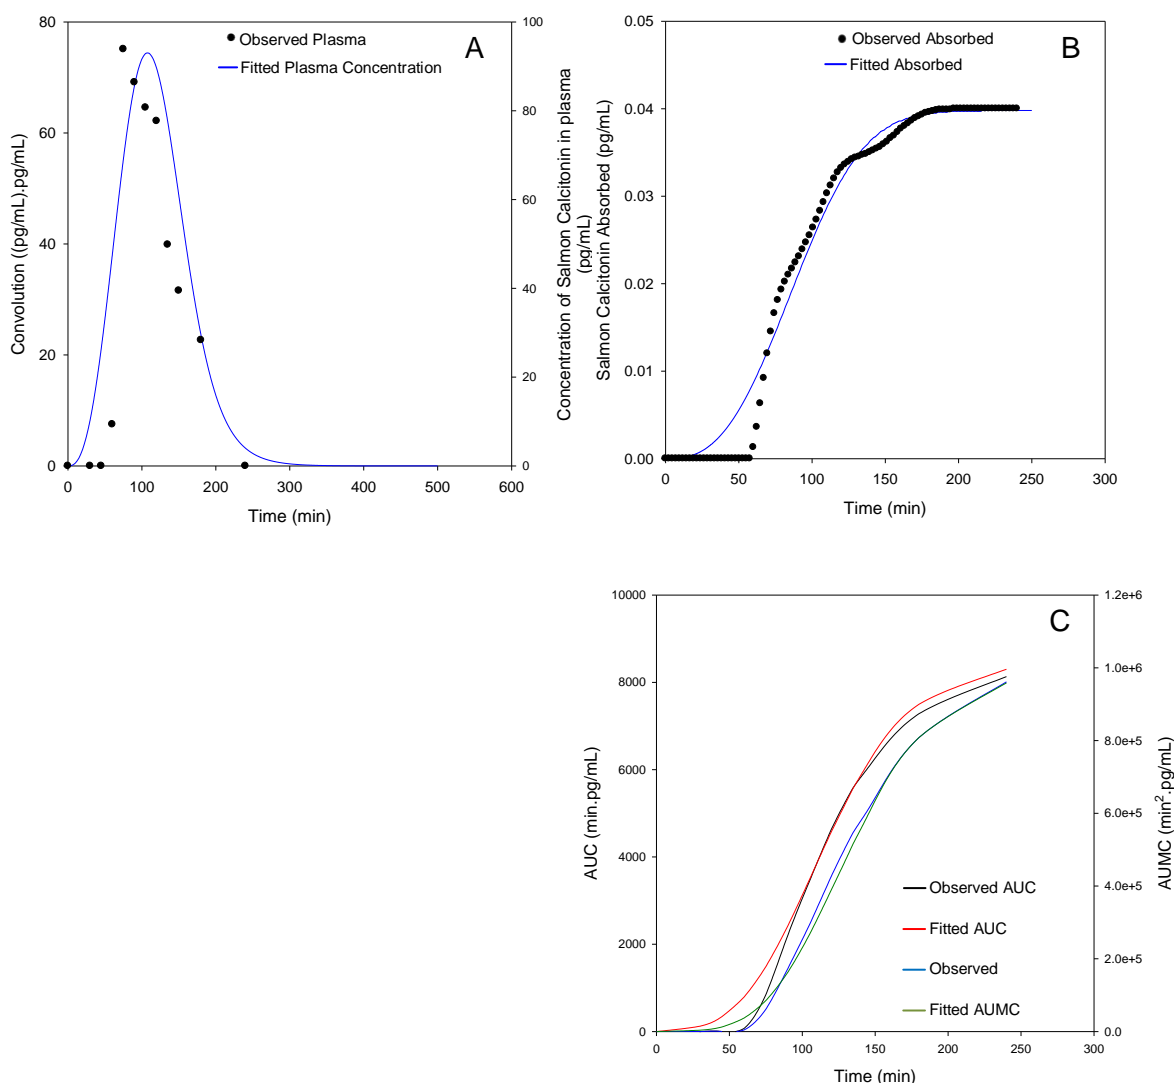 A
Observed Plasma
Fitted Plasma Concentration
Convolution ((pg/mL).pg/mL)
80
60
40
20
0
100
80
60
40
20
0
Concentration of Salmon Calcitonin in plasma
(pg/mL)
0 100 200 300 400 500 600
Time (min)
B
Observed Absorbed
Fitted Absorbed
Salmon Calcitonin Absorbed (pg/mL)
0.05
0.04
0.03
0.02
0.01
0.00
0 50 100 150 200 250 300
Time (min)
C
AUC (min.pg/mL)
10000
8000
6000
4000
2000
0
1.2e+6
1.0e+6
8.0e+5
6.0e+5
4.0e+5
2.0e+5
0.0
AUMC (min².pg/mL)
Observed AUC
Fitted AUC
Observed
Fitted AUMC
0 50 100 150 200 250 300
Time (min)